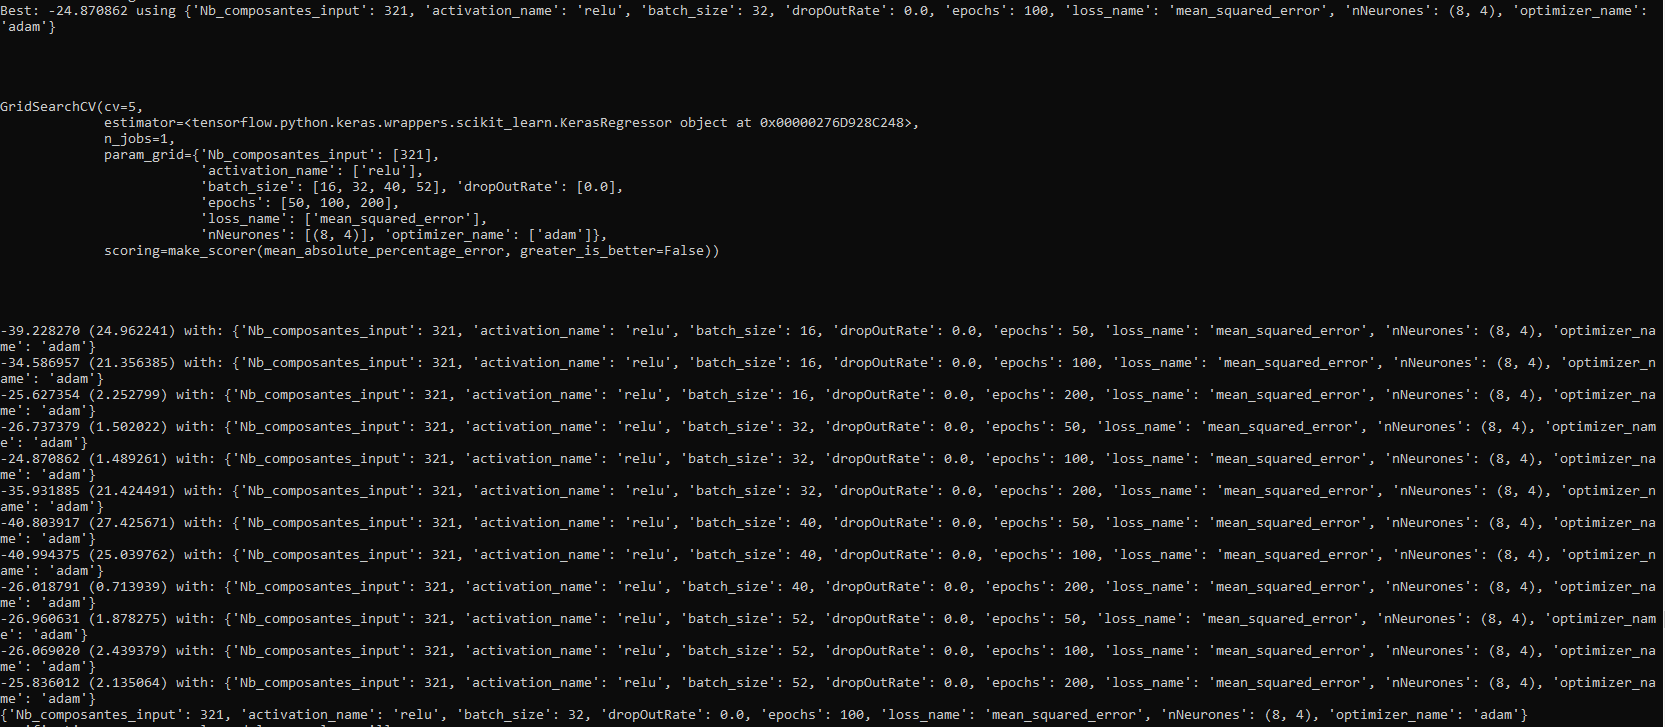 Best: -24.870862 using {'Nb_composantes_input': 321, 'activation_name': 'relu', 'batch_size': 32, 'dropOutRate': 0.0, 'epochs': 100, 'loss_name': 'mean_squared_error', 'nNeurones': (8, 4), 'optimizer_name':
'adam'}
GridSearchCV(cv=5,
estimator=<tensorflow.python.keras.wrappers.scikit_learn.KerasRegressor object at 0x00000276D928C248>,
n_jobs=1,
param_grid={'Nb_composantes_input': [321],
'activation_name': ['relu'],
'batch_size': [16, 32, 40, 52], 'dropOutRate': [0.0],
'epochs': [50, 100, 200],
'loss_name': ['mean_squared_error'],
'nNeurones': [(8, 4)], 'optimizer_name': ['adam']},
scoring=make_scorer(mean_absolute_percentage_error, greater_is_better=False))
-39.228270 (24.962241) with: {'Nb_composantes_input': 321, 'activation_name': 'relu', 'batch_size': 16, 'dropOutRate': 0.0, 'epochs': 50, 'loss_name': 'mean_squared_error', 'nNeurones': (8, 4), 'optimizer_na
me': 'adam'}
-34.586957 (21.356385) with: {'Nb_composantes_input': 321, 'activation_name': 'relu', 'batch_size': 16, 'dropOutRate': 0.0, 'epochs': 100, 'loss_name': 'mean_squared_error', 'nNeurones': (8, 4), 'optimizer_n
ame': 'adam'}
-25.627354 (2.252799) with: {'Nb_composantes_input': 321, 'activation_name': 'relu', 'batch_size': 16, 'dropOutRate': 0.0, 'epochs': 200, 'loss_name': 'mean_squared_error', 'nNeurones': (8, 4), 'optimizer_na
me': 'adam'}
-26.737379 (1.502022) with: {'Nb_composantes_input': 321, 'activation_name': 'relu', 'batch_size': 32, 'dropOutRate': 0.0, 'epochs': 50, 'loss_name': 'mean_squared_error', 'nNeurones': (8, 4), 'optimizer_nam
e': 'adam'}
-24.870862 (1.489261) with: {'Nb_composantes_input': 321, 'activation_name': 'relu', 'batch_size': 32, 'dropOutRate': 0.0, 'epochs': 100, 'loss_name': 'mean_squared_error', 'nNeurones': (8, 4), 'optimizer_na
me': 'adam'}
-35.931885 (21.424491) with: {'Nb_composantes_input': 321, 'activation_name': 'relu', 'batch_size': 32, 'dropOutRate': 0.0, 'epochs': 200, 'loss_name': 'mean_squared_error', 'nNeurones': (8, 4), 'optimizer_n
ame': 'adam'}
-40.803917 (27.425671) with: {'Nb_composantes_input': 321, 'activation_name': 'relu', 'batch_size': 40, 'dropOutRate': 0.0, 'epochs': 50, 'loss_name': 'mean_squared_error', 'nNeurones': (8, 4), 'optimizer_na
me': 'adam'}
-40.994375 (25.039762) with: {'Nb_composantes_input': 321, 'activation_name': 'relu', 'batch_size': 40, 'dropOutRate': 0.0, 'epochs': 100, 'loss_name': 'mean_squared_error', 'nNeurones': (8, 4), 'optimizer_n
ame': 'adam'}
-26.018791 (0.713939) with: {'Nb_composantes_input': 321, 'activation_name': 'relu', 'batch_size': 40, 'dropOutRate': 0.0, 'epochs': 200, 'loss_name': 'mean_squared_error', 'nNeurones': (8, 4), 'optimizer_na
me': 'adam'}
-26.960631 (1.878275) with: {'Nb_composantes_input': 321, 'activation_name': 'relu', 'batch_size': 52, 'dropOutRate': 0.0, 'epochs': 50, 'loss_name': 'mean_squared_error', 'nNeurones': (8, 4), 'optimizer_nam
e': 'adam'}
-26.069020 (2.439379) with: {'Nb_composantes_input': 321, 'activation_name': 'relu', 'batch_size': 52, 'dropOutRate': 0.0, 'epochs': 100, 'loss_name': 'mean_squared_error', 'nNeurones': (8, 4), 'optimizer_na
me': 'adam'}
-25.836012 (2.135064) with: {'Nb_composantes_input': 321, 'activation_name': 'relu', 'batch_size': 52, 'dropOutRate': 0.0, 'epochs': 200, 'loss_name': 'mean_squared_error', 'nNeurones': (8, 4), 'optimizer_na
me': 'adam'}
{'Nb_composantes_input': 321, 'activation_name': 'relu', 'batch_size': 32, 'dropOutRate': 0.0, 'epochs': 100, 'loss_name': 'mean_squared_error', 'nNeurones': (8, 4), 'optimizer_name': 'adam'}